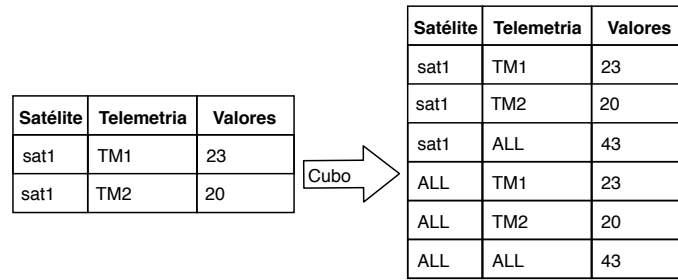 Satélite Telemetria Valores
sat1 TM1 23
sat1 TM2 20
Cubo
Satélite Telemetria Valores
sat1 TM1 23
sat1 TM2 20
sat1 ALL 43
ALL TM1 23
ALL TM2 20
ALL ALL 43